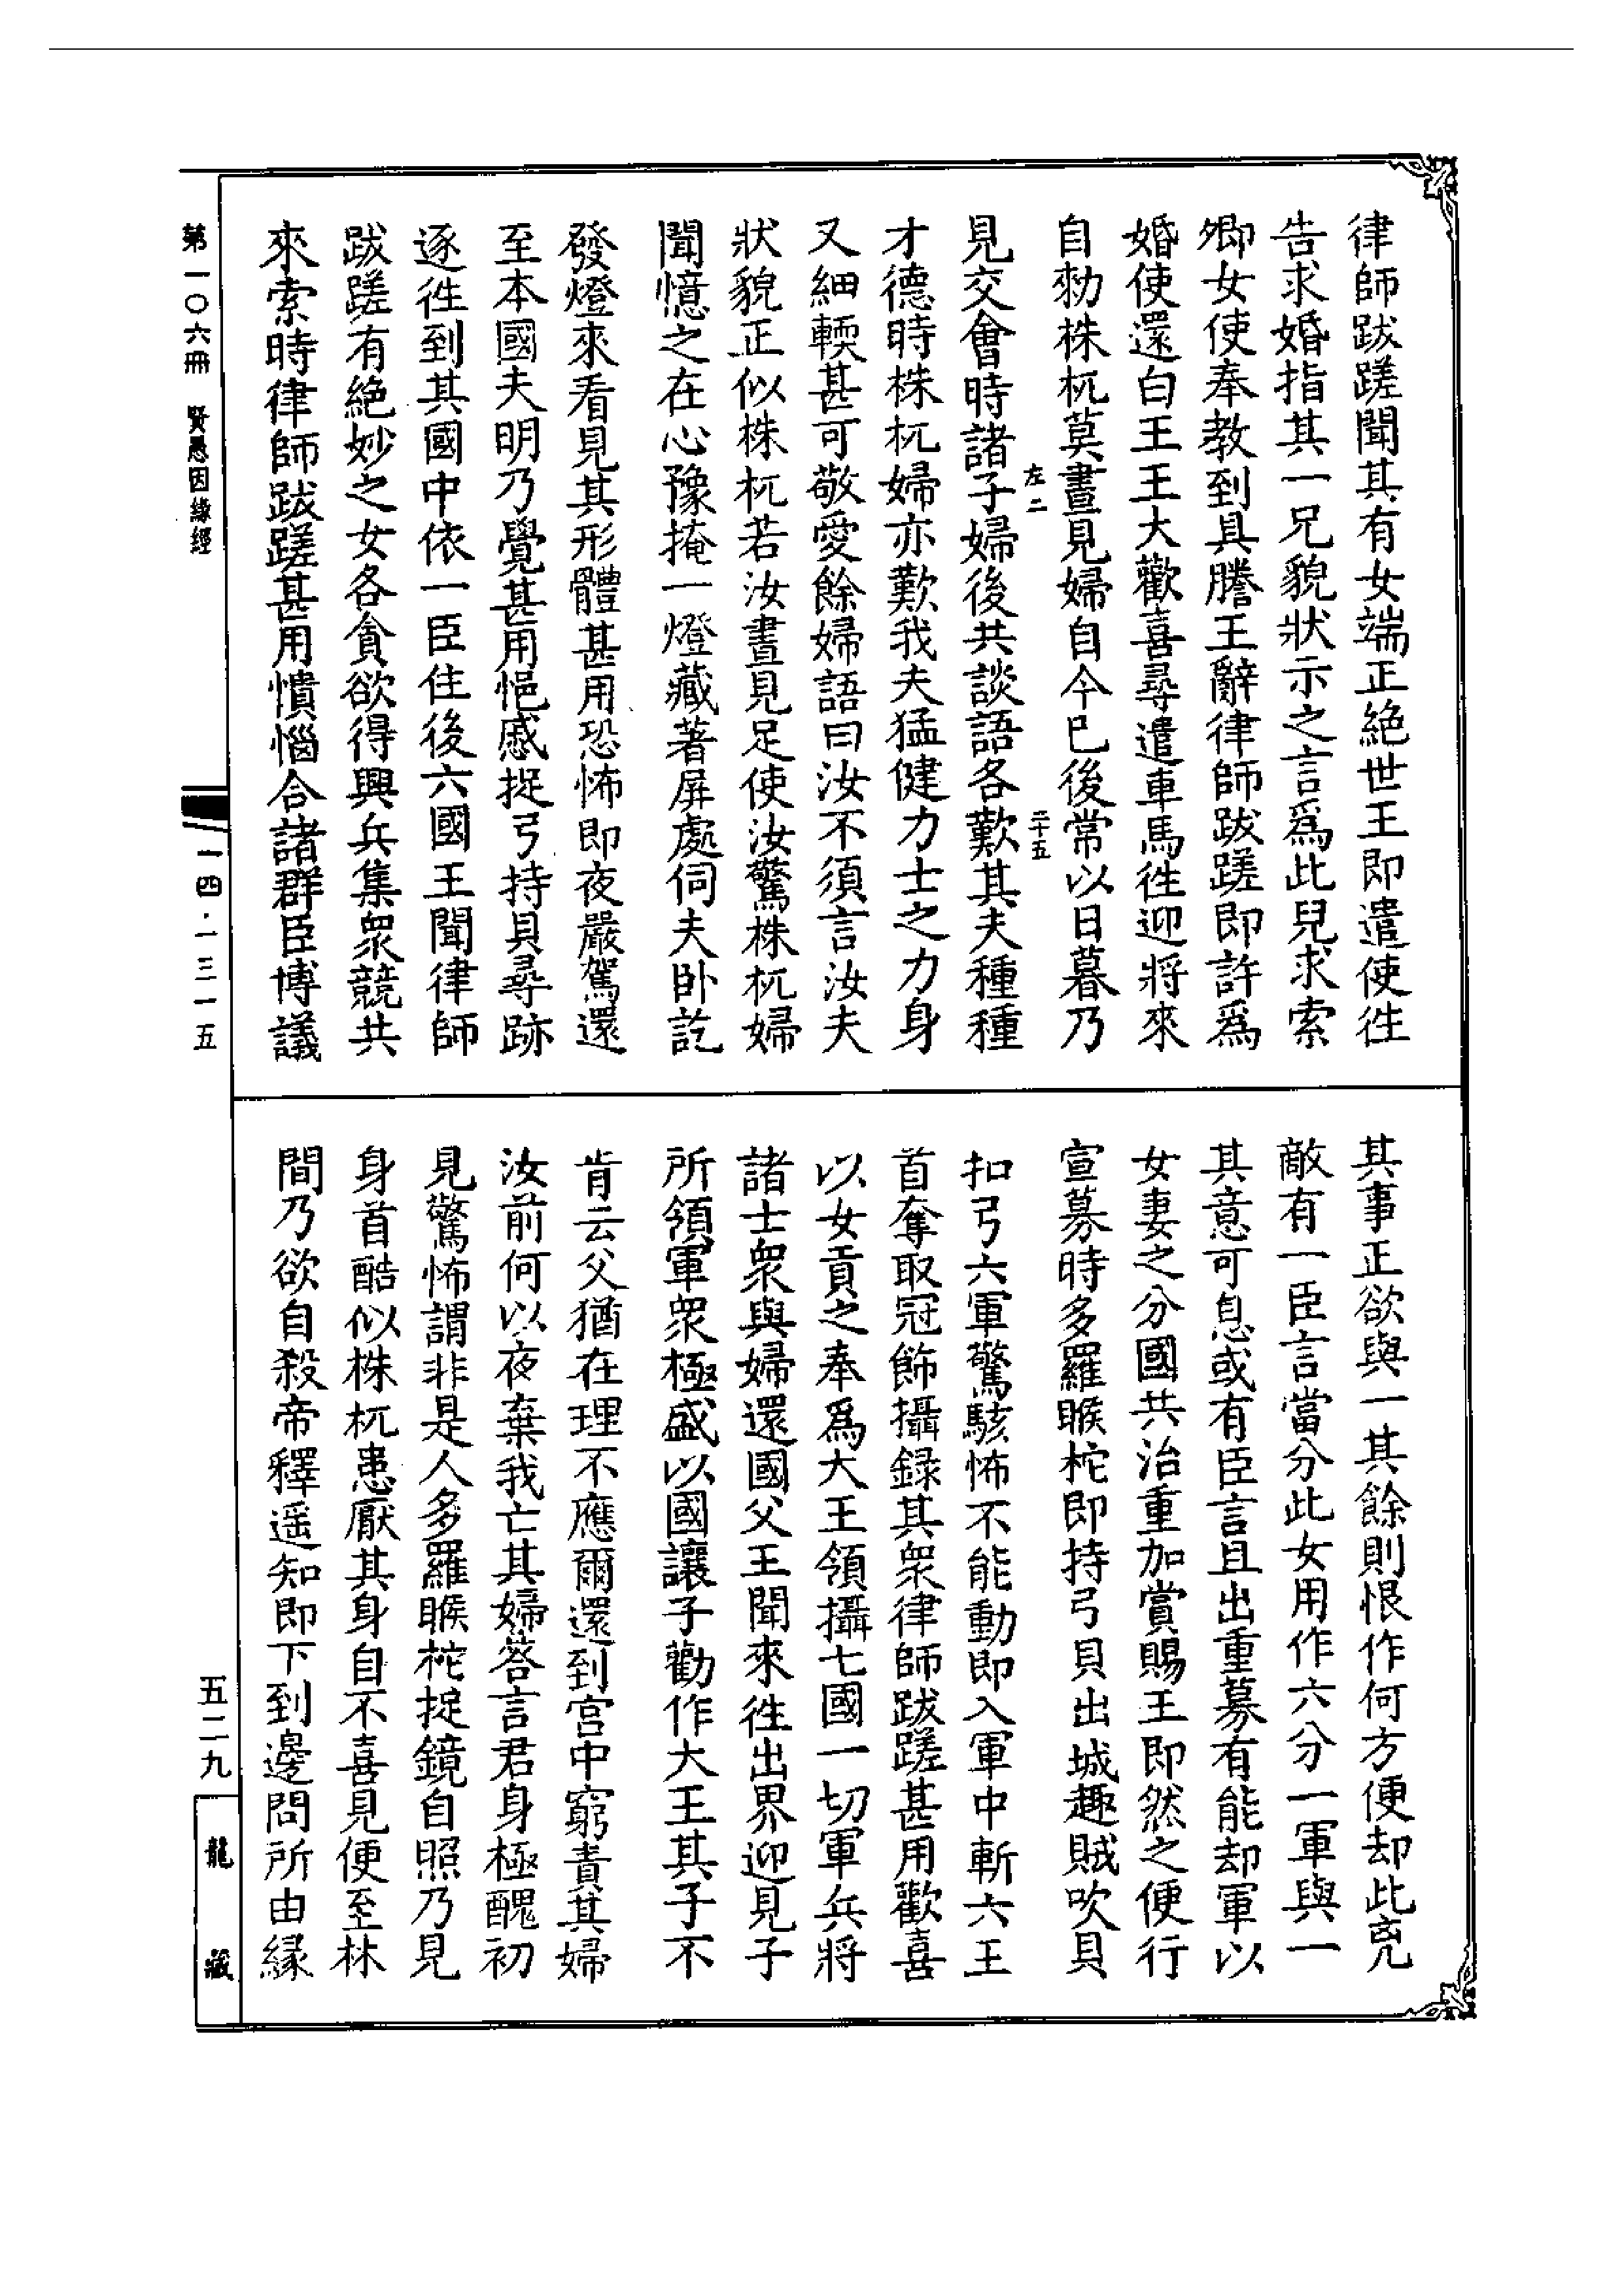 律師跋蹉聞其有女端正絶世王即遣使徃
告求婚指其一兄貌狀示之言爲此兒求索
卿女使奉教到具騰王辭律師跋蹉即許爲
婚使還白王王大歡喜尋遣車馬徃迎將來
自勑株杌莫晝見婦自今巳後常以日暮乃
左二
二十五
見交會時諸子婦後共談語各歎其夫種種
才德時株杌婦亦歎我夫猛健力士之力身
又細輭甚可敬愛餘婦語曰汝不須言汝夫
狀貌正似株杌若汝晝見足使汝驚株杌婦
聞憶之在心豫掩一燈藏著屏處伺夫卧訖
發燈來看見其形體甚用恐怖即夜嚴駕還
至本國夫明乃覺甚用悒慼捉弓持貝尋跡
逐徃到其國中依一臣住後六國王聞律師
跋蹉有絶妙之女各貪欲得興兵集衆競共
來索時律師跋蹉甚用憒惱合諸群臣博議
其事正欲與一其餘則恨作何方便却此兇
敵有一臣言當分此女用作六分一軍與一
其意可息或有臣言且出重募有能却軍以
女妻之分國共治重加賞賜王即然之便行
宣募時多羅睺柁即持弓貝出城趣賊吹貝
扣弓六軍驚駭怖不能動即入軍中斬六王
首奪取冠飾攝録其衆律師跋蹉甚用歡喜
以女貢之奉爲大王領攝七國一切軍兵將
諸士衆與婦還國父王聞來徃出界迎見子
所領軍衆極盛以國讓子勸作大王其子不
肯云父猶在理不應爾還到宫中窮責其婦
汝前何以夜棄我亡其婦荅言君身極醜初
見驚怖謂非是人多羅睺柁捉鏡自照乃見
身首酷似株杌患厭其身自不喜見便至林
間乃欲自殺帝釋遥知即下到邊問所由緣
第一〇六冊 賢愚因緣經
一四·一三一五
五二九
龍藏